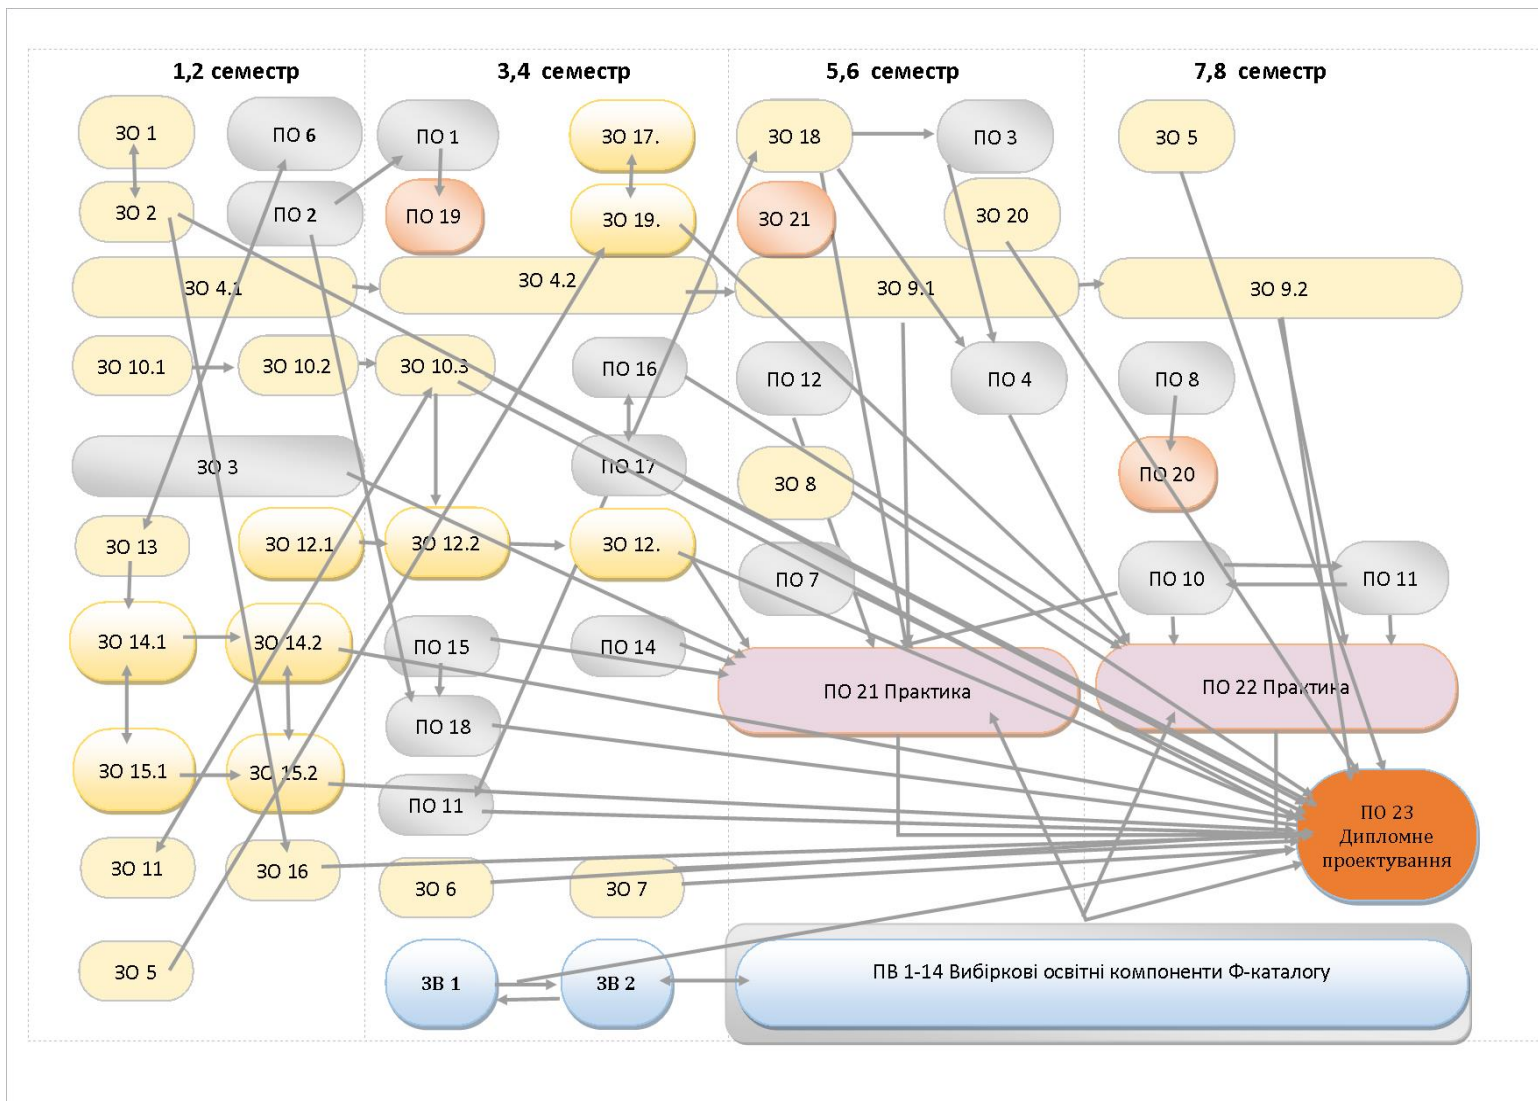 1,2 семестр
3,4 семестр
5,6 семестр
7,8 семестр
ЗО 1
ПО 6
ПО 1
ЗО 17.
ЗО 18
ПО 3
ЗО 5
ЗО 2
ПО 2
ПО 19
ЗО 19.
ЗО 21
ЗО 20
ЗО 4.1
ЗО 4.2
ЗО 9.1
ЗО 9.2
ЗО 10.1
ЗО 10.2
ЗО 10.3
ПО 16
ПО 12
ПО 4
ПО 8
ЗО 3
ПО 17
ЗО 8
ПО 20
ЗО 13
ЗО 12.1
ЗО 12.2
ЗО 12.
ПО 7
ПО 10
ПО 11
ЗО 14.1
ЗО 14.2
ПО 15
ПО 14
ПО 21 Практика
ПО 22 Практика
ПО 18
ЗО 15.1
ЗО 15.2
ПО 11
ПО 23
Дипломне
проектування
ЗО 11
ЗО 16
ЗО 6
ЗО 7
ЗО 5
ЗВ 1
ЗВ 2
ПВ 1-14 Вибіркові освітні компоненти Ф-каталогу